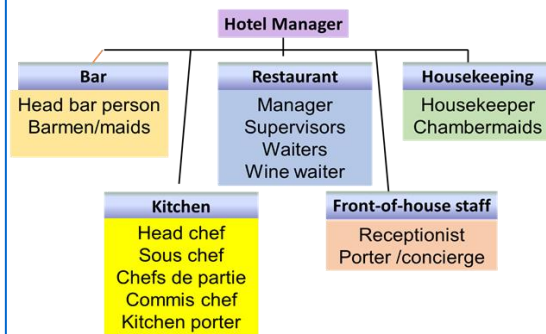 Hotel Manager
Bar
Head bar person
Barmen/maids
Restaurant
Manager
Supervisors
Waiters
Wine waiter
Housekeeping
Housekeeper
Chambermaids
Kitchen
Head chef
Sous chef
Chefs de partie
Commis chef
Kitchen porter
Front-of-house staff
Receptionist
Porter /concierge